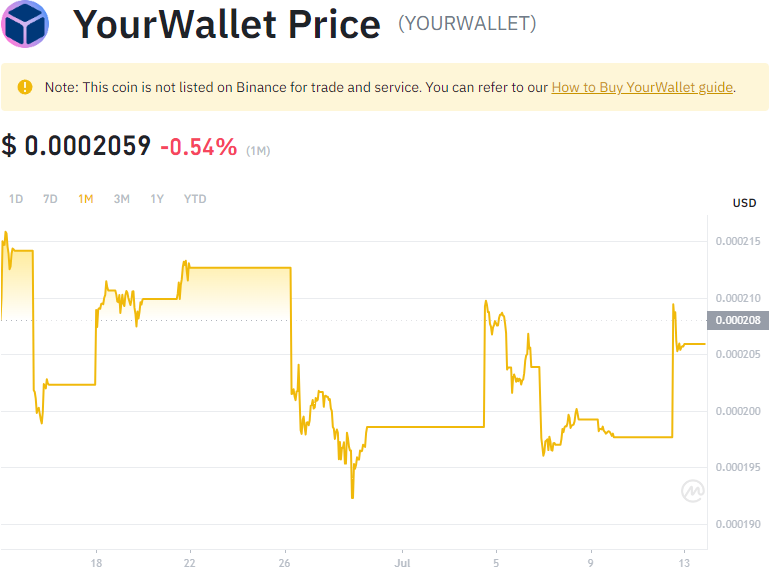 YourWallet Price (YOURWALLET)
Note: This coin is not listed on Binance for trade and service. You can refer to our How to Buy YourWallet guide.
$ 0.0002059 -0.54% (1M)
1D 7D 1M 3M 1Y YTD
USD
0.000215
0.000210
0.000208
0.000205
0.000200
0.000195
0.000190
18 22 26 Jul 5 9 13